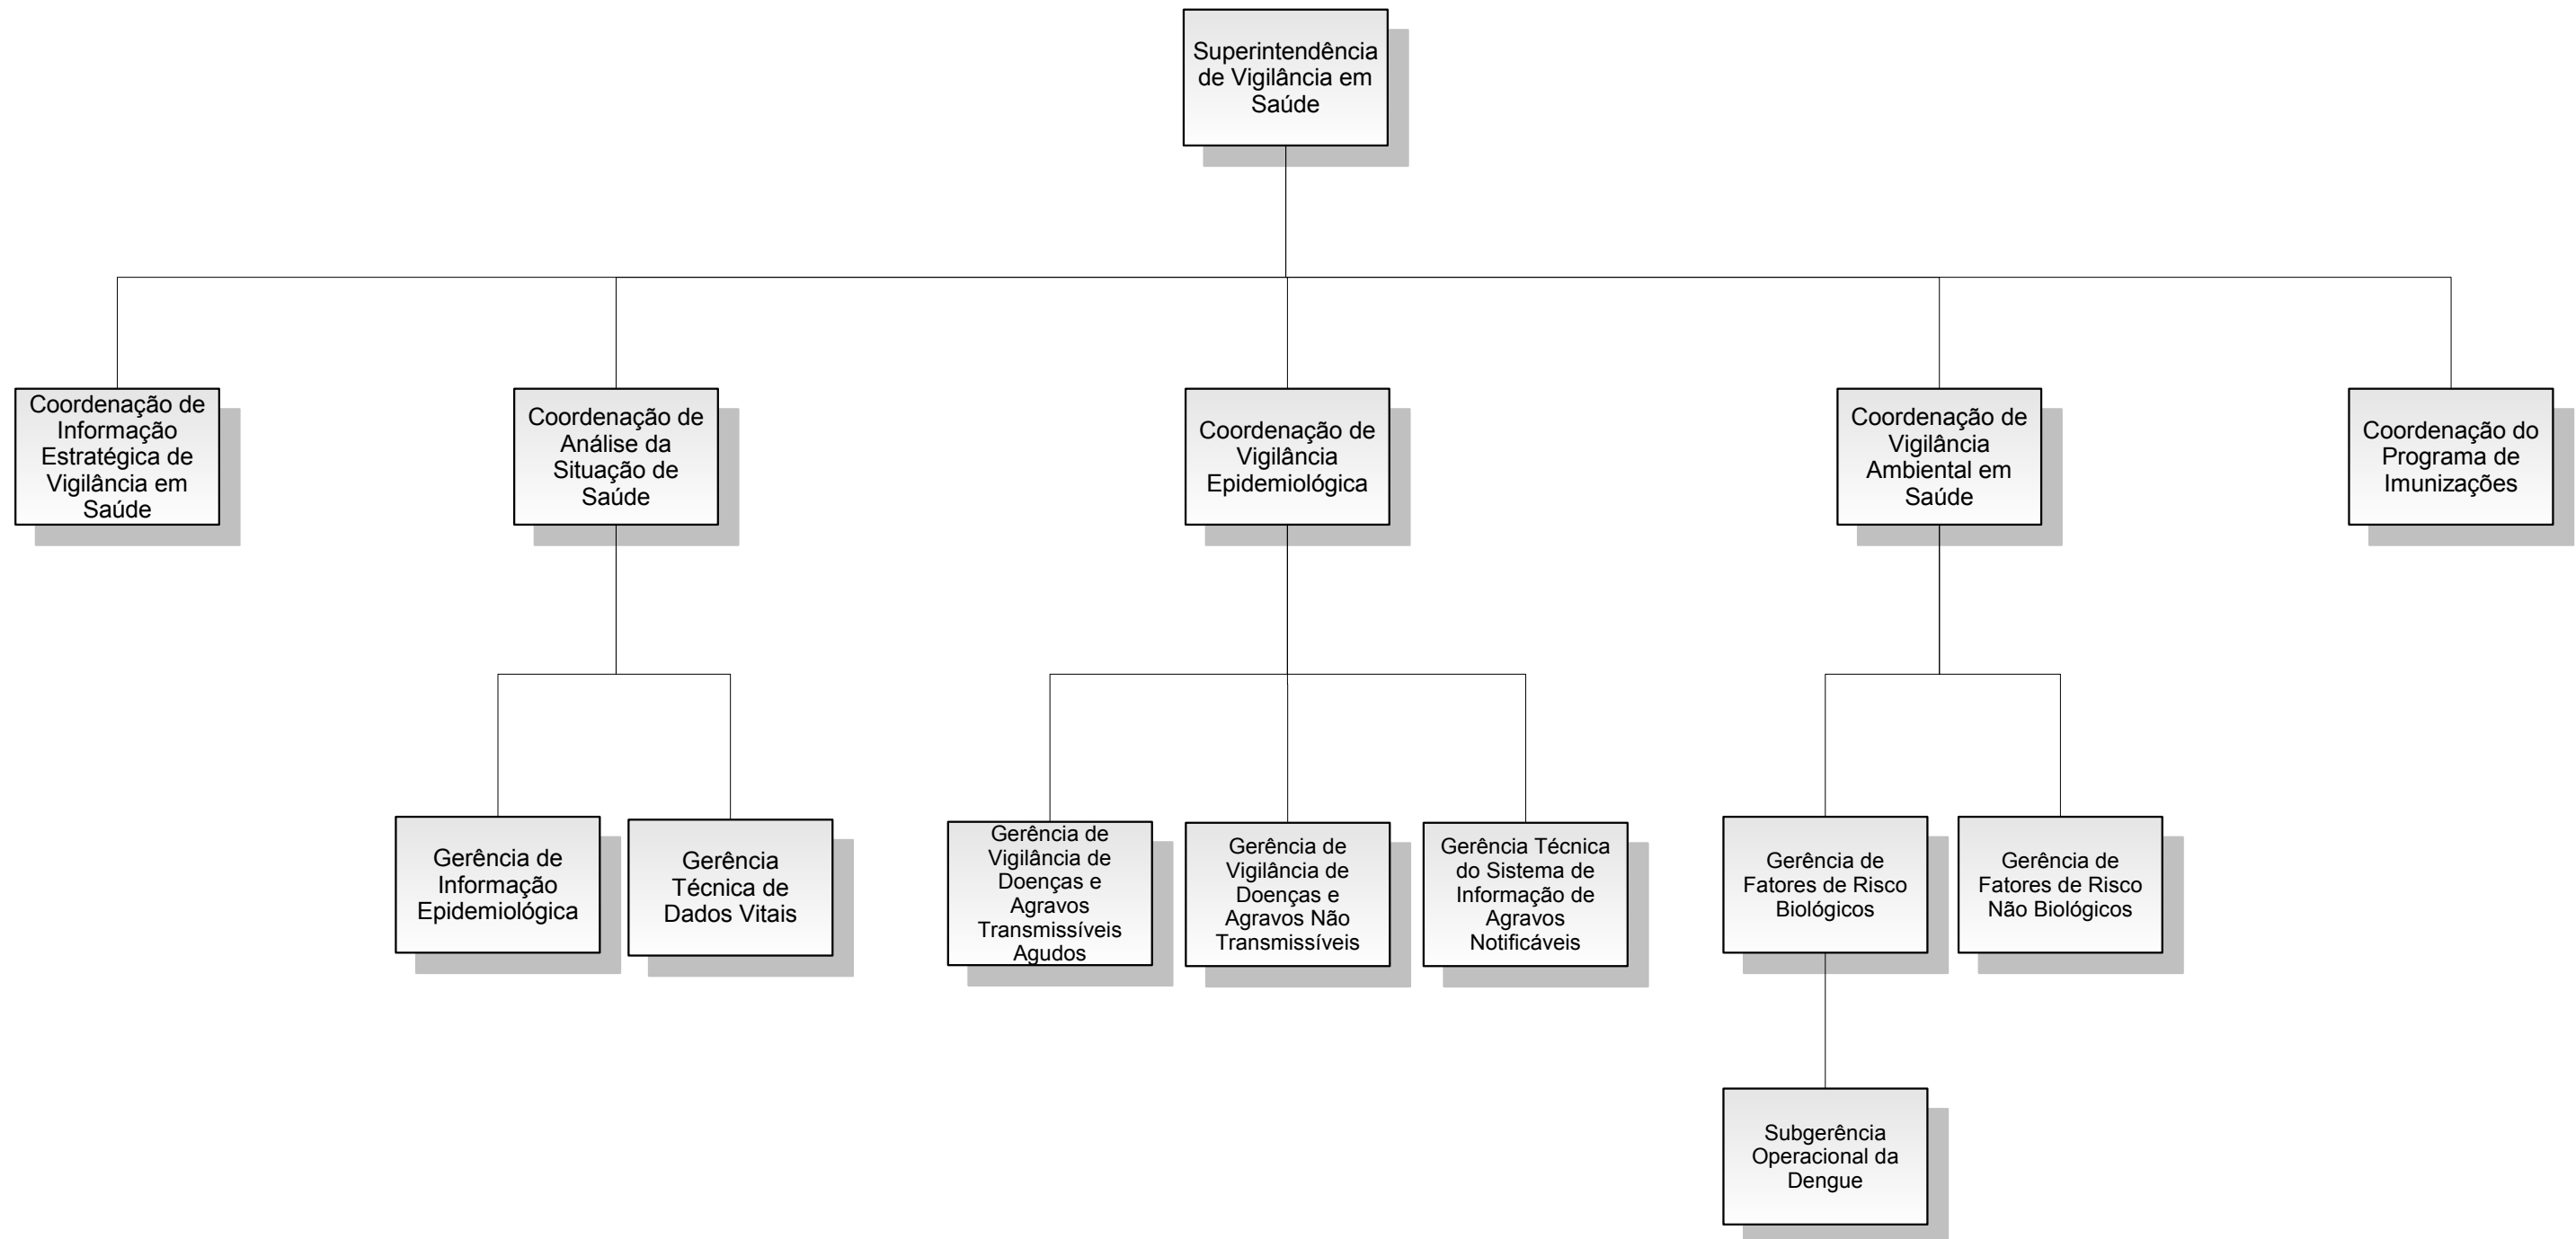 Superintendência
de Vigilância em
Saúde
Coordenação de
Informação
Estratégica de
Vigilância em
Saúde
Coordenação de
Análise da
Situação de
Saúde
Coordenação de
Vigilância
Epidemiológica
Coordenação de
Vigilância
Ambiental em
Saúde
Coordenação do
Programa de
Imunizações
Gerência de
Informação
Epidemiológica
Gerência
Técnica de
Dados Vitais
Gerência de
Vigilância de
Doenças e
Agravos
Transmissíveis
Agudos
Gerência de
Vigilância de
Doenças e
Agravos Não
Transmissíveis
Gerência Técnica
do Sistema de
Informação de
Agravos
Notificáveis
Gerência de
Fatores de Risco
Biológicos
Gerência de
Fatores de Risco
Não Biológicos
Subgerência
Operacional da
Dengue